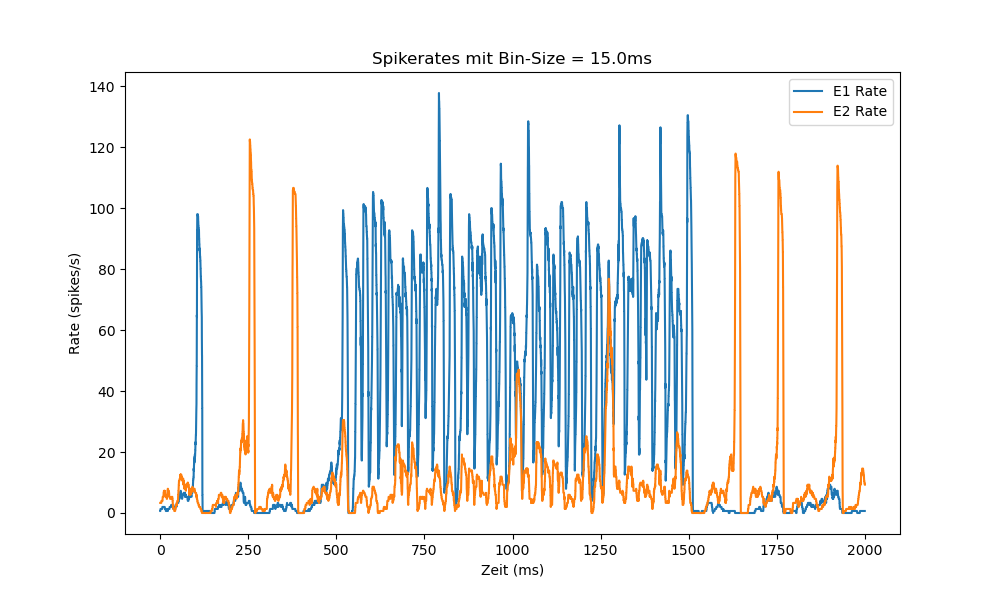 Spikerates mit Bin-Size = 15.0ms
140
120
100
80
60
40
20
0
Rate (spikes/s)
E1 Rate
E2 Rate
0 250 500 750 1000 1250 1500 1750 2000
Zeit (ms)